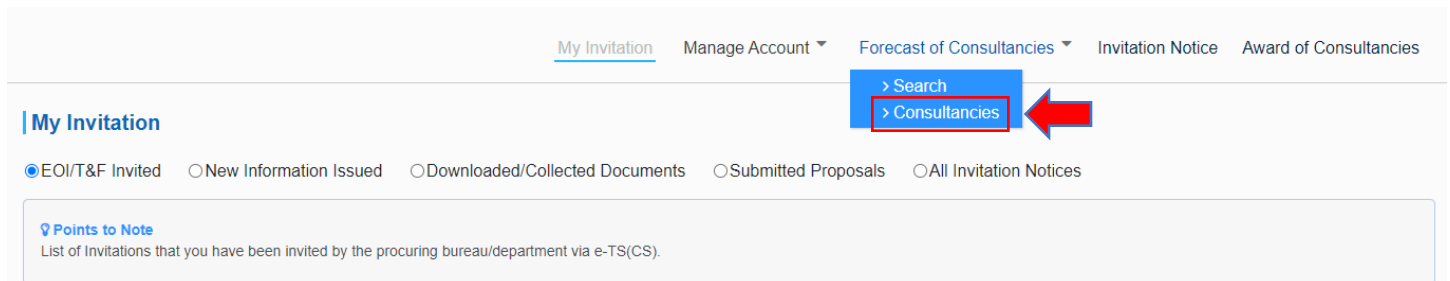 My Invitation Manage Account Forecast of Consultancies Invitation Notice Award of Consultancies
> Search
> Consultancies
My Invitation
EOI/T&F Invited New Information Issued Downloaded/Collected Documents Submitted Proposals All Invitation Notices
Points to Note
List of Invitations that you have been invited by the procuring bureau/department via e-TS(CS).